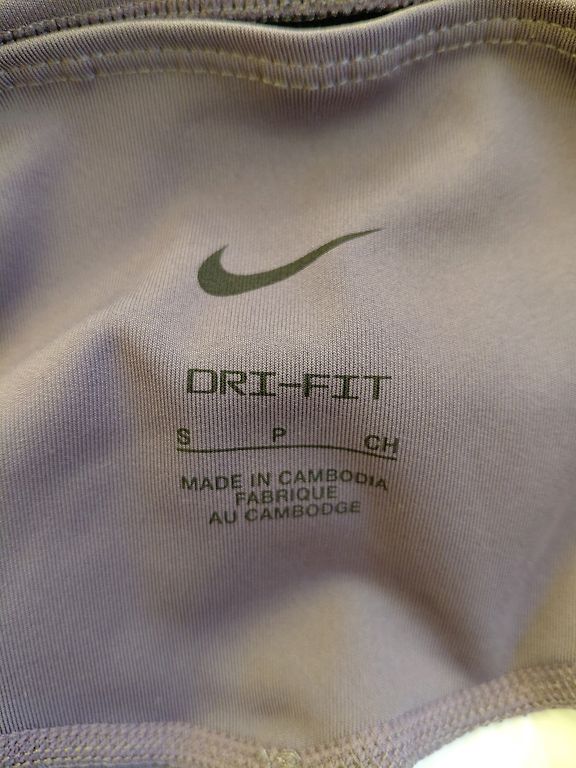 DRI-FIT
S P CH
MADE IN CAMBODIA
FABRIQUE
AU CAMBODGE